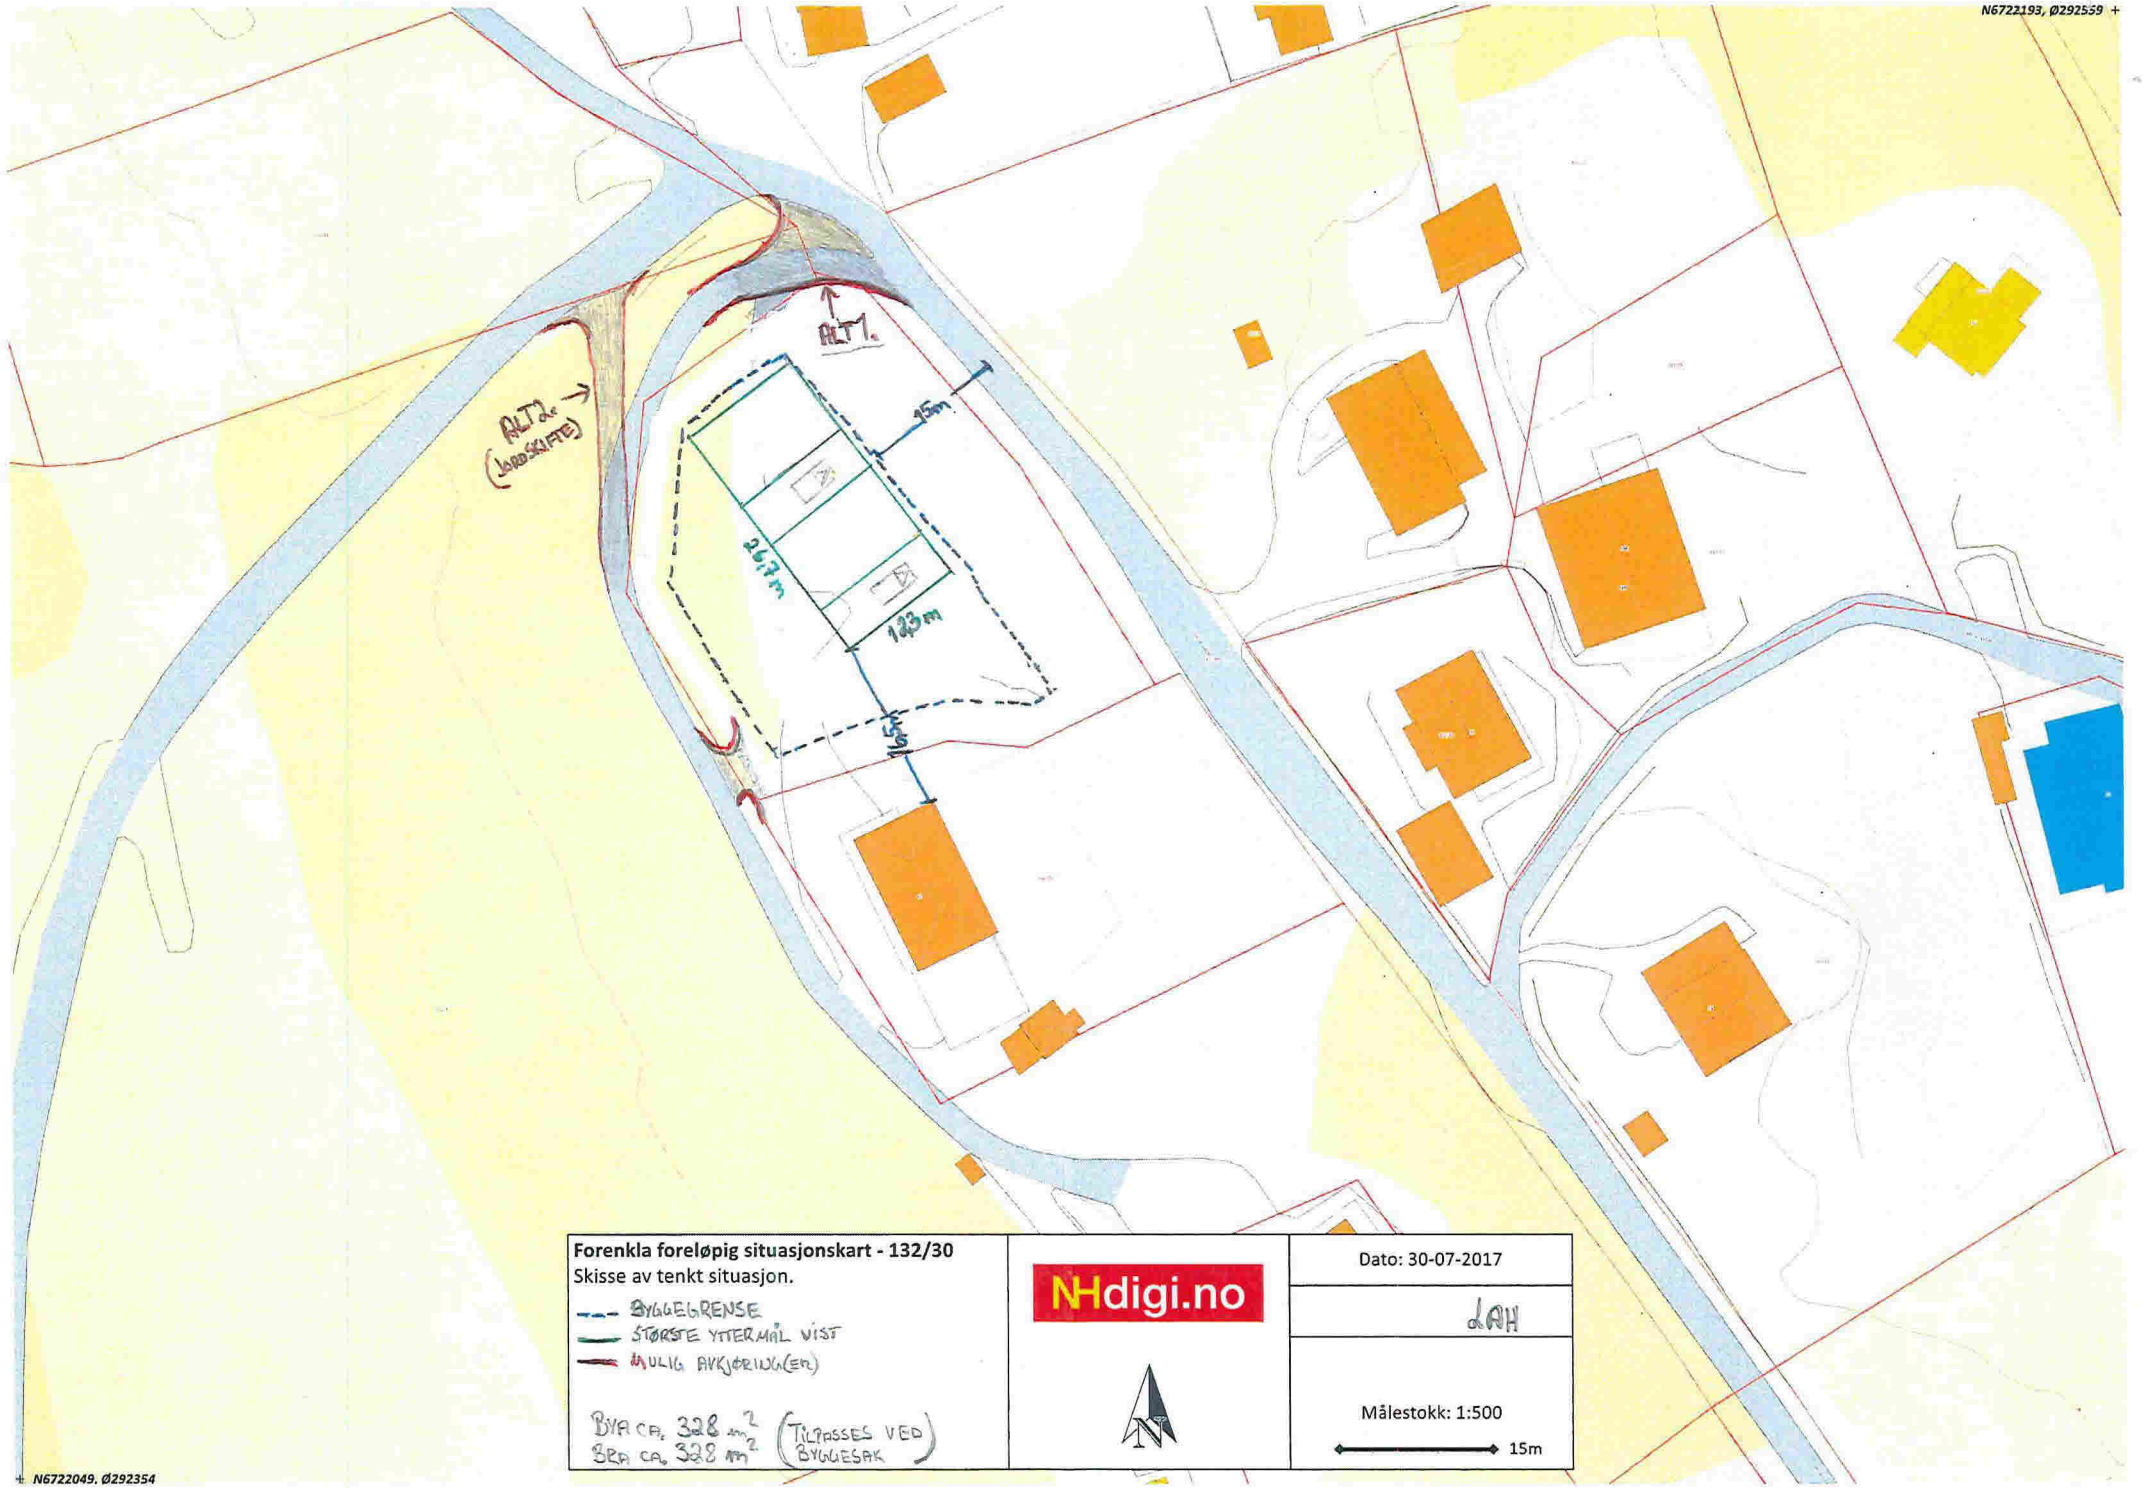 N6722193, Ø292559 +
ALT1.
15m
ALT2.
(JORDSKIFTE)
26,7m
12,3m
Forenkla foreløpig situasjonskart - 132/30
Skisse av tenkt situasjon.
BYGGEGRENSE
STØRSTE YTTERMÅL VIST
MULIG AVKJØRING(ER)
BYA CA. 328 m² (TILPASSES VED
BRA CA. 328 m² BYGGESAK)
NHdigi.no
N
Dato: 30-07-2017
LAH
Målestokk: 1:500
15m
+ N6722049. Ø292354